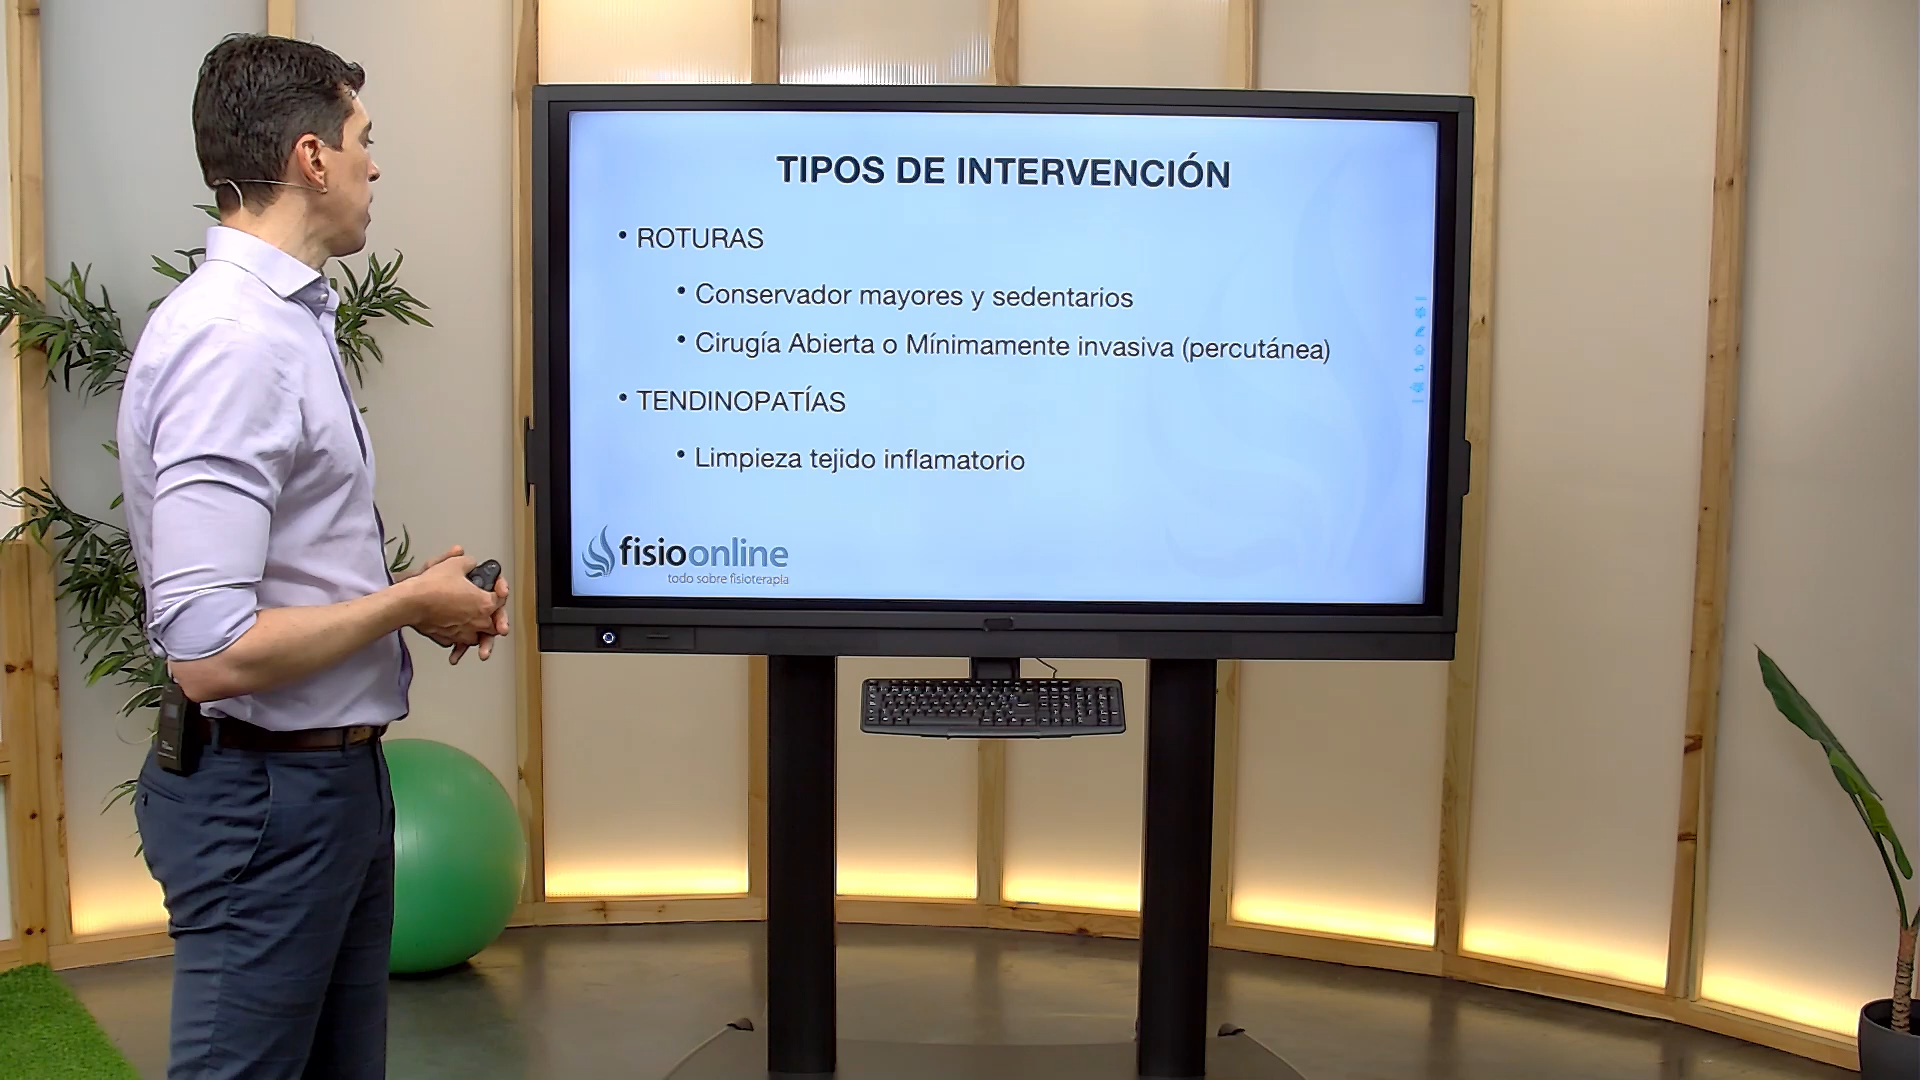 TIPOS DE INTERVENCIÓN
• ROTURAS
• Conservador mayores y sedentarios
• Cirugía Abierta o Mínimamente invasiva (percutánea)
• TENDINOPATÍAS
• Limpieza tejido inflamatorio
fisioonline
todo sobre fisioterapia